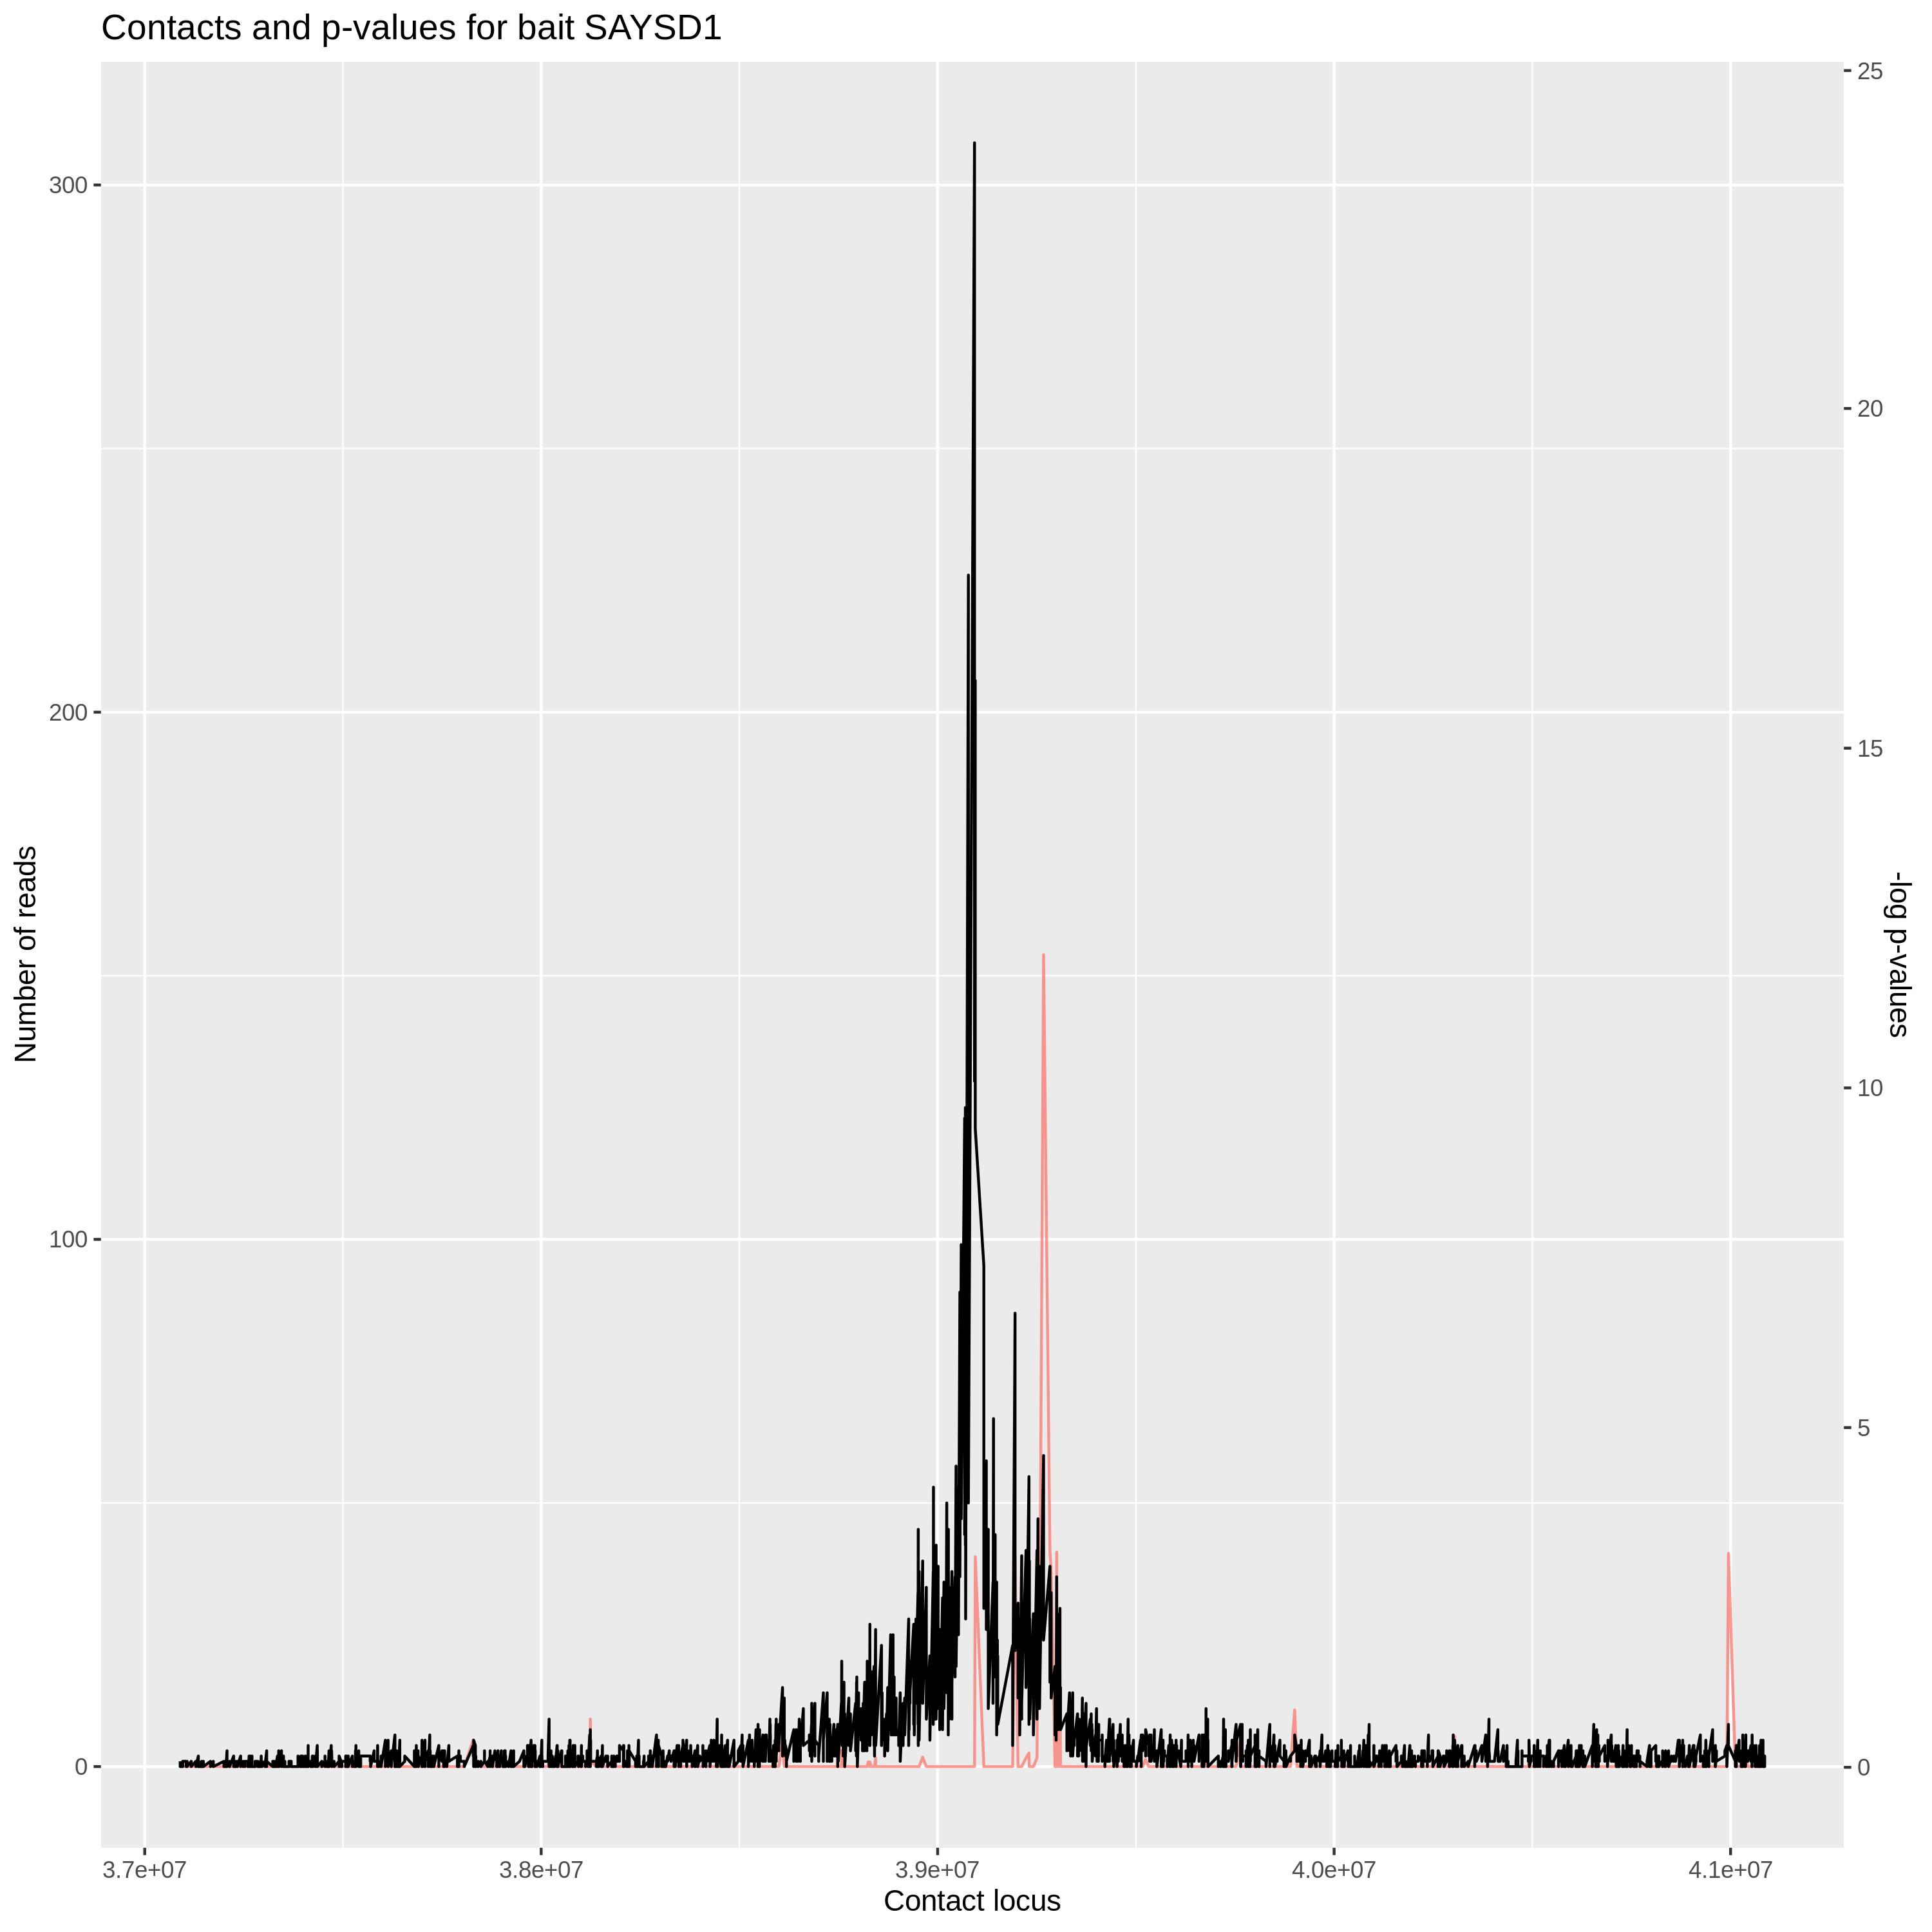 Contacts and p-values for bait SAYSD1
25
300
20
200
15
Number of reads
-log p-values
10
100
5
0
0
3.7e+07
3.8e+07
3.9e+07
4.0e+07
4.1e+07
Contact locus